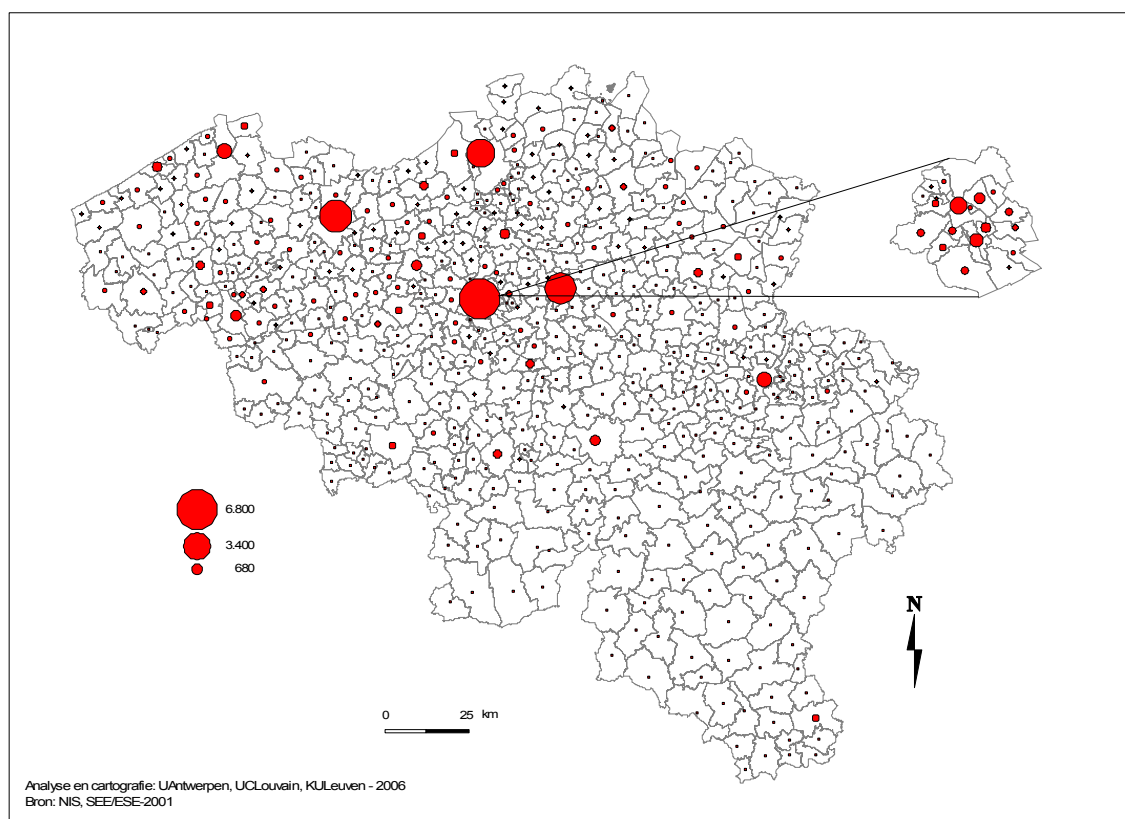 6.800
3.400
680
N
0 25 km
Analyse en cartografie: UAntwerpen, UCLouvain, KULeuven - 2006
Bron: NIS, SEE/ESE-2001